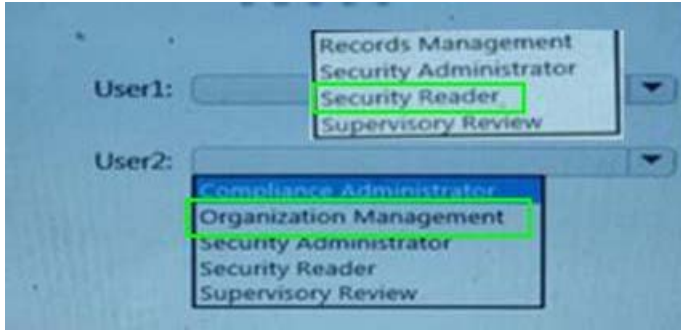 Records Management
Security Administrator
User1:
Security Reader
Supervisory Review
User2:
Compliance Administrator
Organization Management
Security Administrator
Security Reader
Supervisory Review